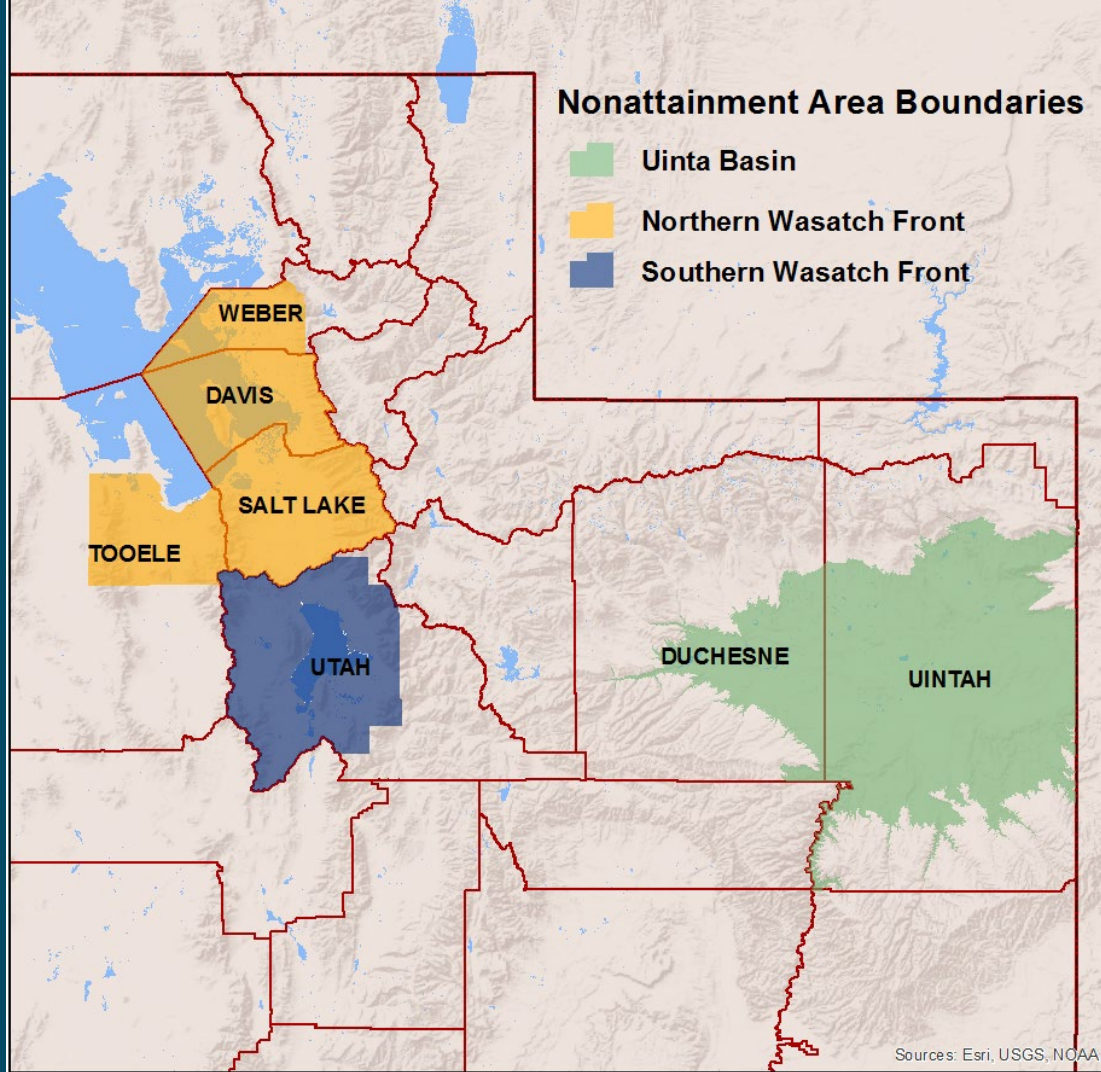 Nonattainment Area Boundaries
Uinta Basin
Northern Wasatch Front
Southern Wasatch Front
WEBER
DAVIS
SALT LAKE
TOOELE
UTAH
DUCHESNE
UINTAH
Sources: Esri, USGS, NOAA